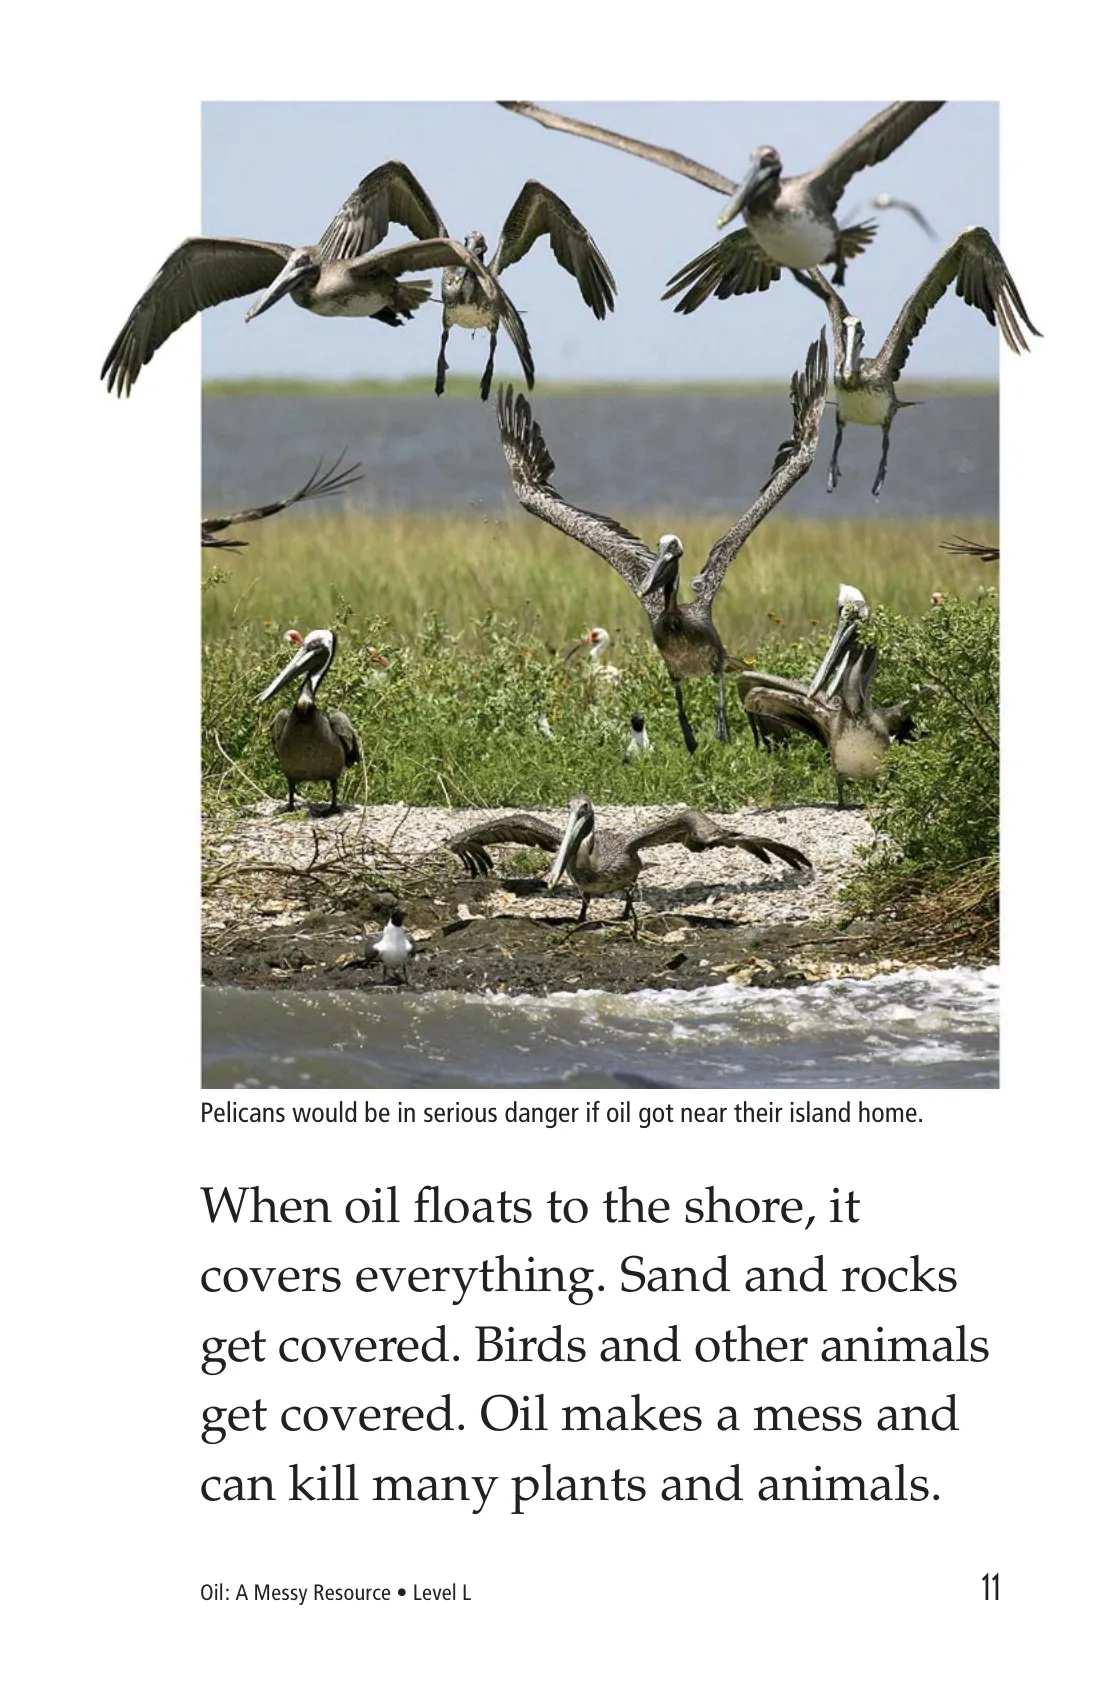 Pelicans would be in serious danger if oil got near their island home.
When oil floats to the shore, it
covers everything. Sand and rocks
get covered. Birds and other animals
get covered. Oil makes a mess and
can kill many plants and animals.
Oil: A Messy Resource • Level L
11